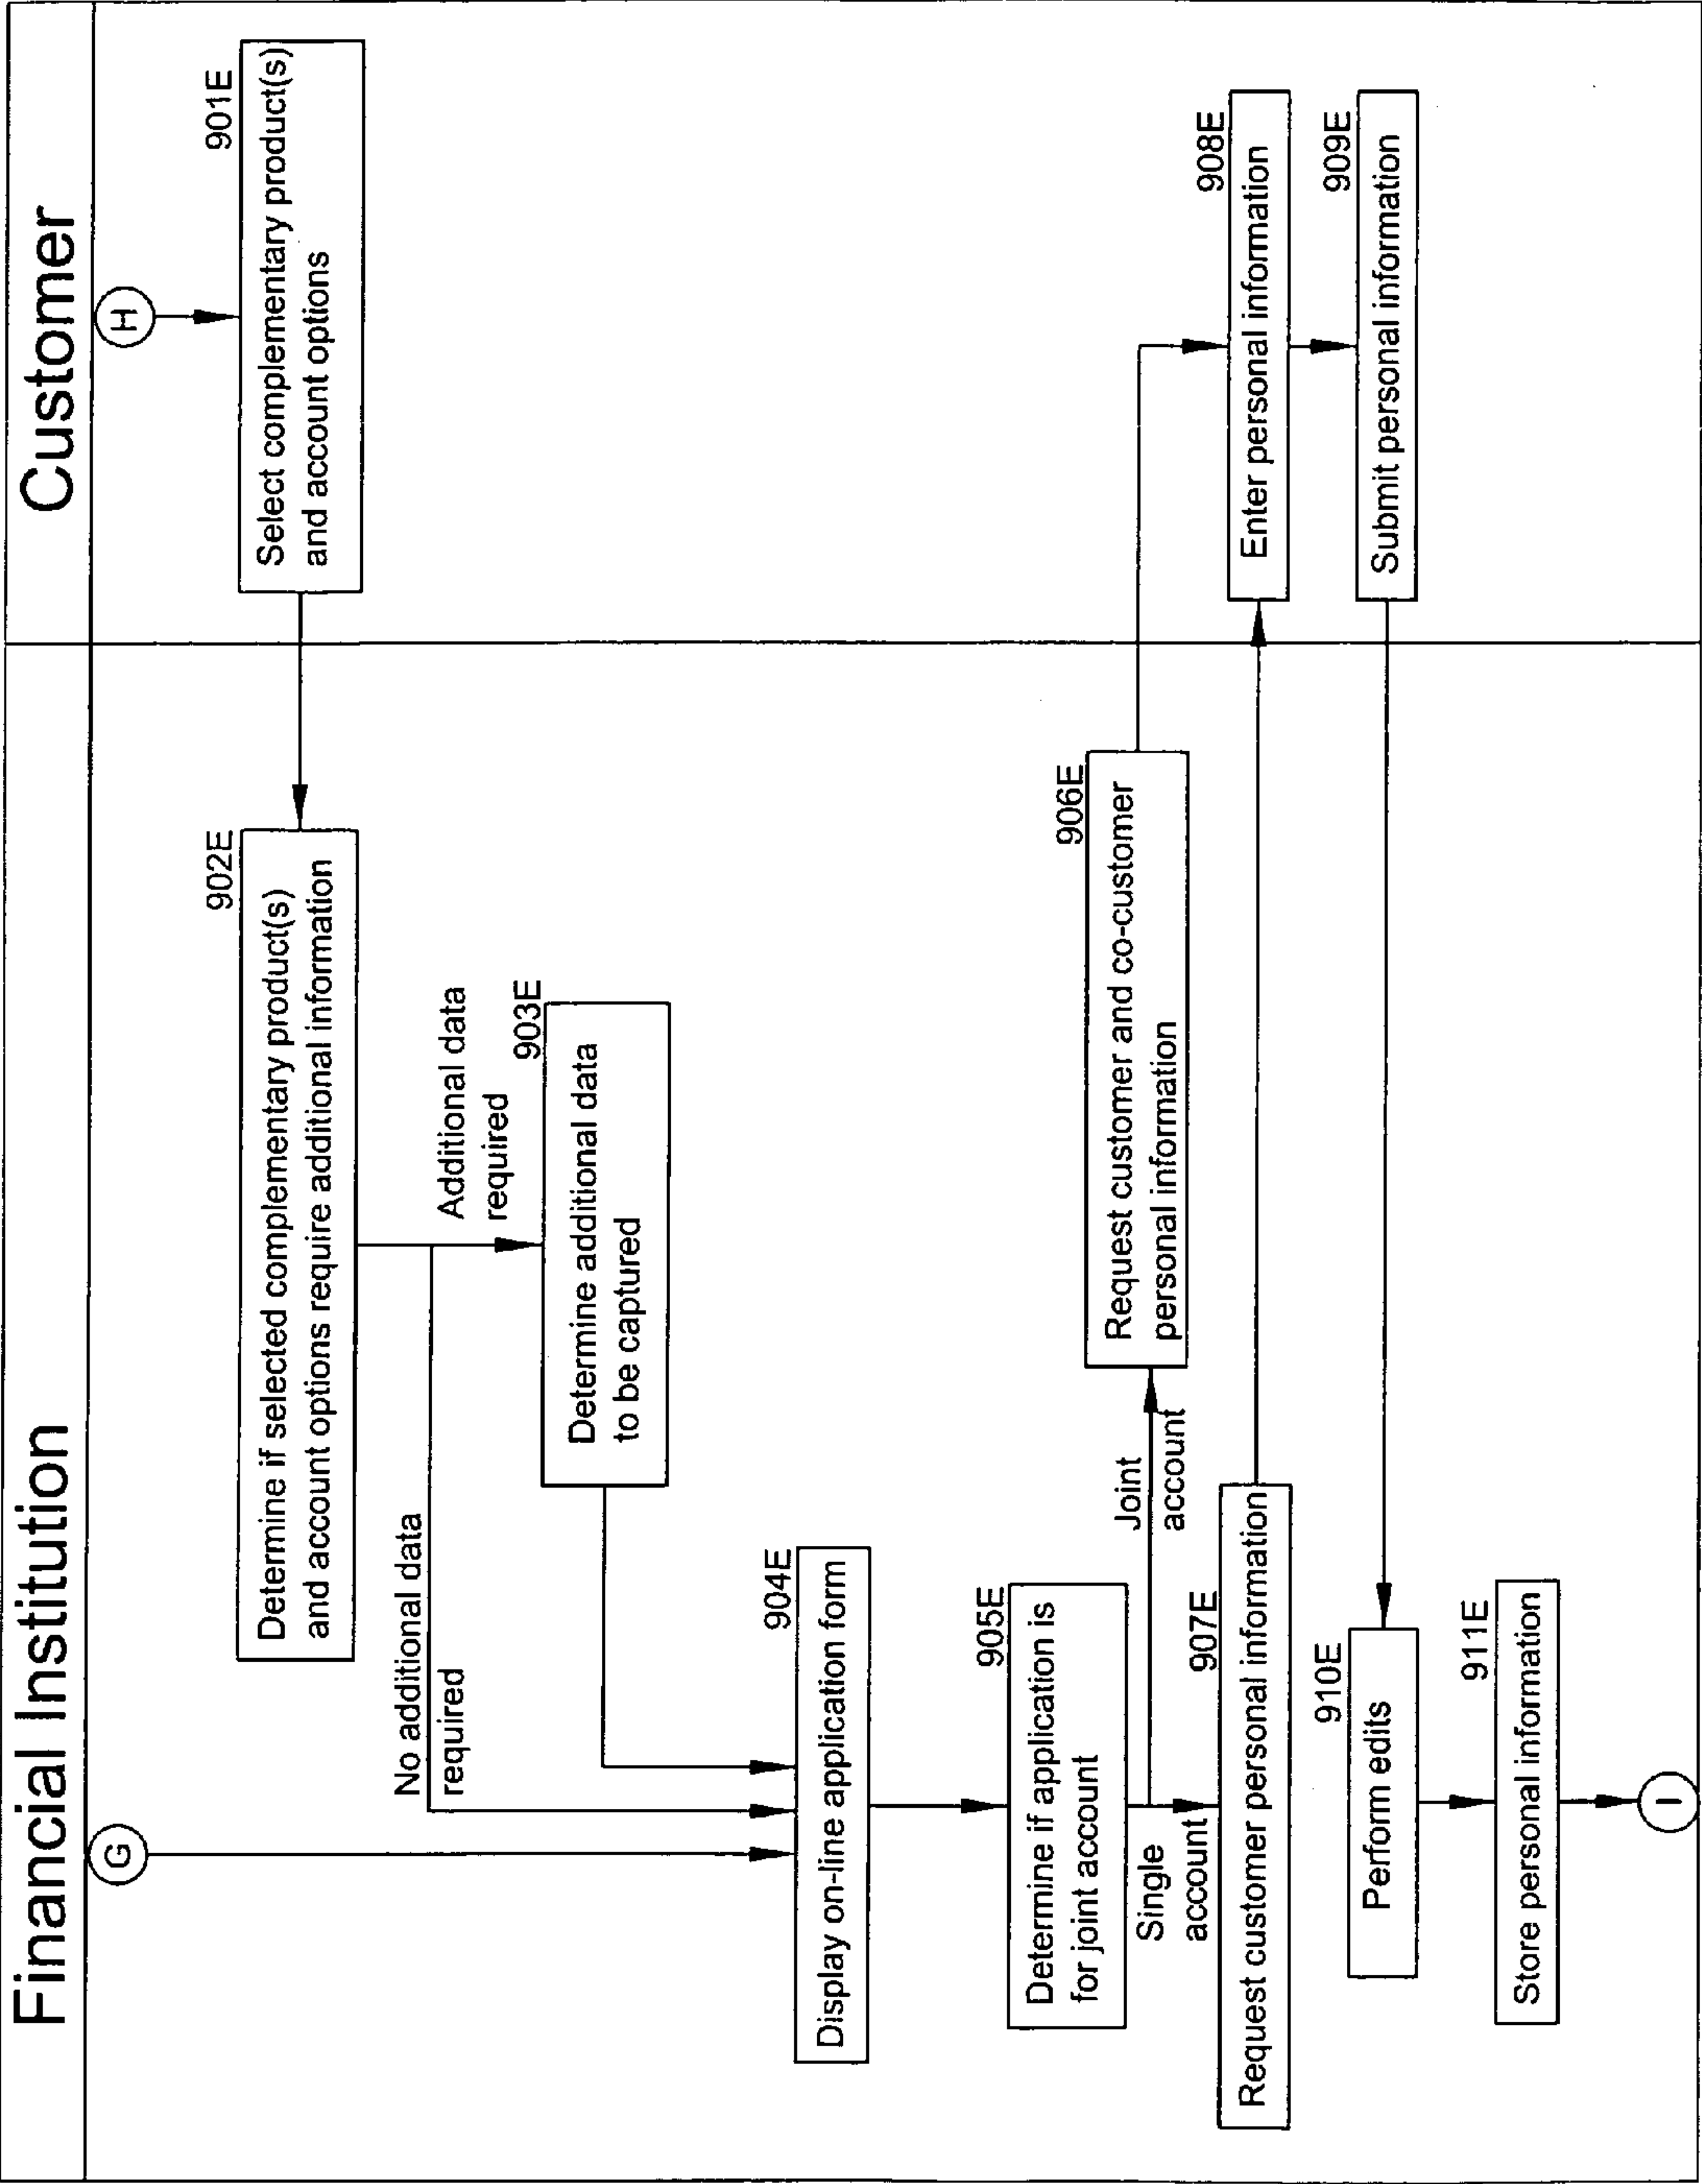 Financial Institution
Customer
G
H
901E
Select complementary product(s)
and account options
902E
Determine if selected complementary product(s)
and account options require additional information
No additional data
required
Additional data
required
903E
Determine additional data
to be captured
904E
Display on-line application form
905E
Determine if application is
for joint account
Single
account
Joint
account
906E
Request customer and co-customer
personal information
907E
Request customer personal information
908E
Enter personal information
909E
Submit personal information
910E
Perform edits
911E
Store personal information
I